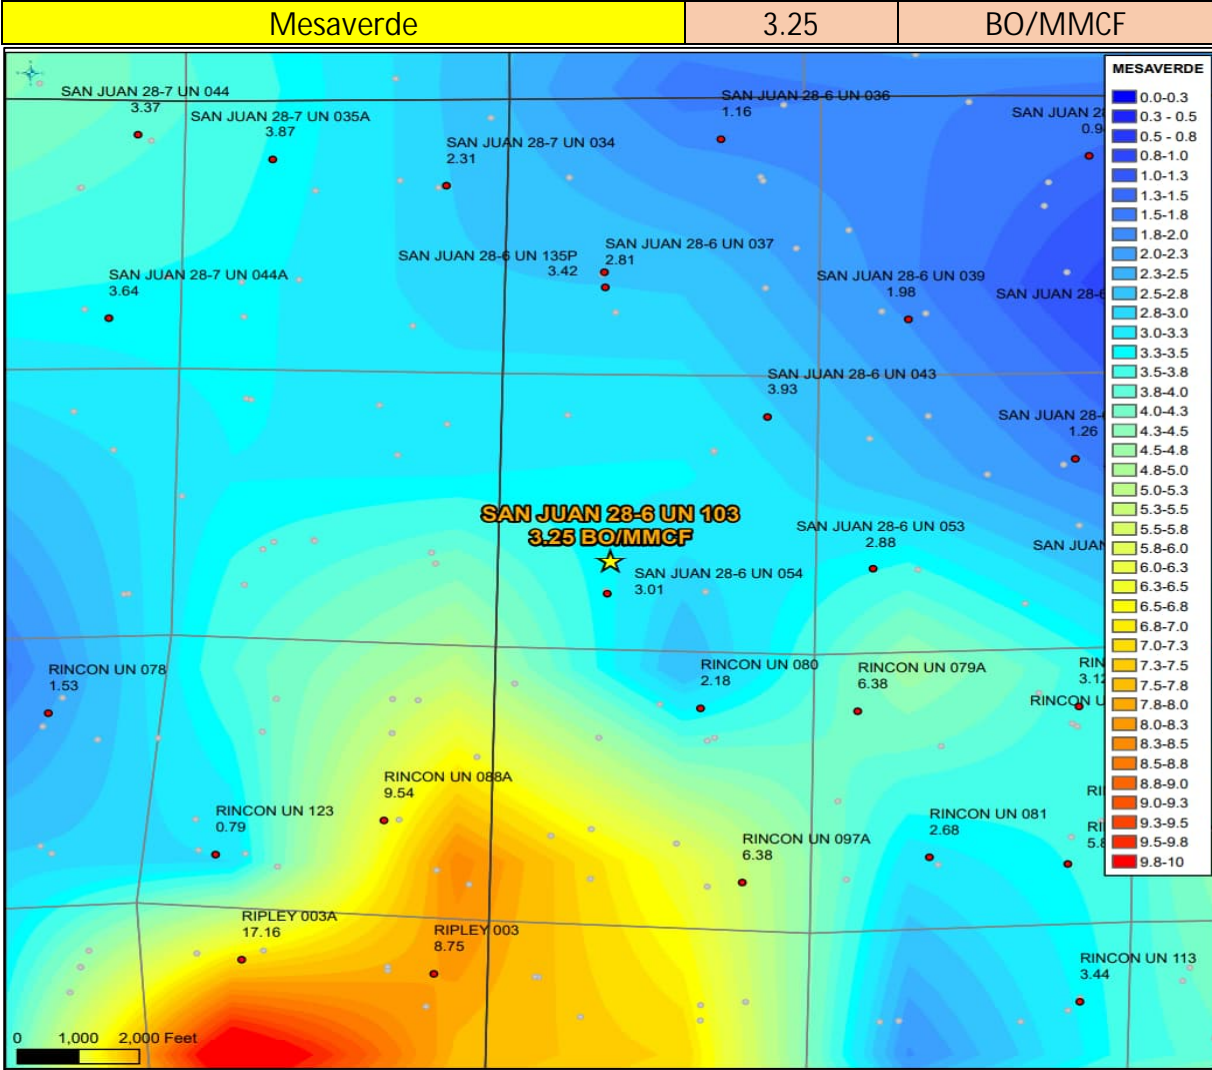 Mesaverde 3.25 BO/MMCF
MESAVERDE
0.0-0.3
0.3 - 0.5
0.5 - 0.8
0.8-1.0
1.0-1.3
1.3-1.5
1.5-1.8
1.8-2.0
2.0-2.3
2.3-2.5
2.5-2.8
2.8-3.0
3.0-3.3
3.3-3.5
3.5-3.8
3.8-4.0
4.0-4.3
4.3-4.5
4.5-4.8
4.8-5.0
5.0-5.3
5.3-5.5
5.5-5.8
5.8-6.0
6.0-6.3
6.3-6.5
6.5-6.8
6.8-7.0
7.0-7.3
7.3-7.5
7.5-7.8
7.8-8.0
8.0-8.3
8.3-8.5
8.5-8.8
8.8-9.0
9.0-9.3
9.3-9.5
9.5-9.8
9.8-10
SAN JUAN 28-7 UN 044
3.37
SAN JUAN 28-7 UN 035A
3.87
SAN JUAN 28-7 UN 034
2.31
SAN JUAN 28-6 UN 036
1.16
SAN JUAN 28-6 UN 037
2.81
SAN JUAN 28-6 UN 135P
3.42
SAN JUAN 28-7 UN 044A
3.64
SAN JUAN 28-6 UN 039
1.98
SAN JUAN 28-6
SAN JUAN 28-6 UN 043
3.93
SAN JUAN 28-
1.26
SAN JUAN 28-6 UN 103
3.25 BO/MMCF
SAN JUAN 28-6 UN 053
2.88
SAN JUAN
SAN JUAN 28-6 UN 054
3.01
RINCON UN 078
1.53
RINCON UN 080
2.18
RINCON UN 079A
6.38
RIN
3.12
RINCON U
RINCON UN 088A
9.54
RINCON UN 123
0.79
RINCON UN 081
2.68
RINCON UN 097A
6.38
RIPLEY 003A
17.16
RIPLEY 003
8.75
RINCON UN 113
3.44
0 1,000 2,000 Feet